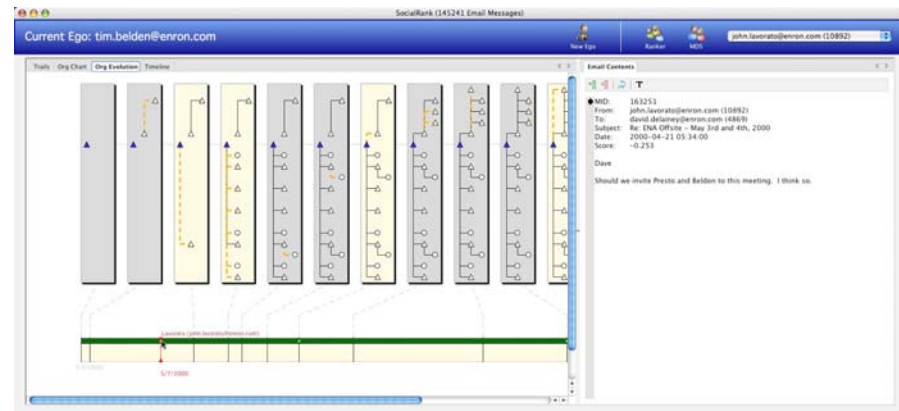 SocialRank (145241 Email Messages)
Current Ego: tim.belden@enron.com
New Ego
Ranker
MDS
john.lavorato@enron.com (10892)
Trails Org Chart Org Evolution Timeline
Email Contents
MID: 163251
From: john.lavorato@enron.com (10892)
To: david.delainey@enron.com (4869)
Subject: Re: ENA Offsite - May 3rd and 4th, 2000
Date: 2000-04-21 05:34:00
Score: -0.253
Dave
Should we invite Presto and Belden to this meeting. I think so.
Lavorato (john.lavorato@enron.com)
5/7/2000